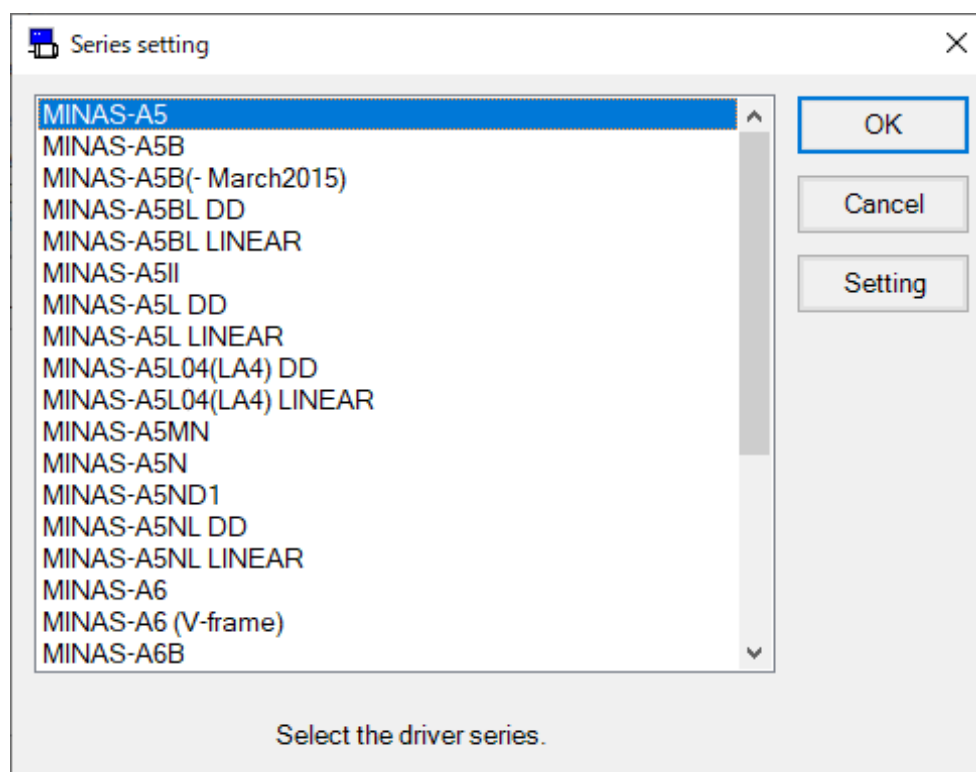 Series setting
MINAS-A5
MINAS-A5B
MINAS-A5B(- March2015)
MINAS-A5BL DD
MINAS-A5BL LINEAR
MINAS-A5II
MINAS-A5L DD
MINAS-A5L LINEAR
MINAS-A5L04(LA4) DD
MINAS-A5L04(LA4) LINEAR
MINAS-A5MN
MINAS-A5N
MINAS-A5ND1
MINAS-A5NL DD
MINAS-A5NL LINEAR
MINAS-A6
MINAS-A6 (V-frame)
MINAS-A6B
OK
Cancel
Setting
Select the driver series.